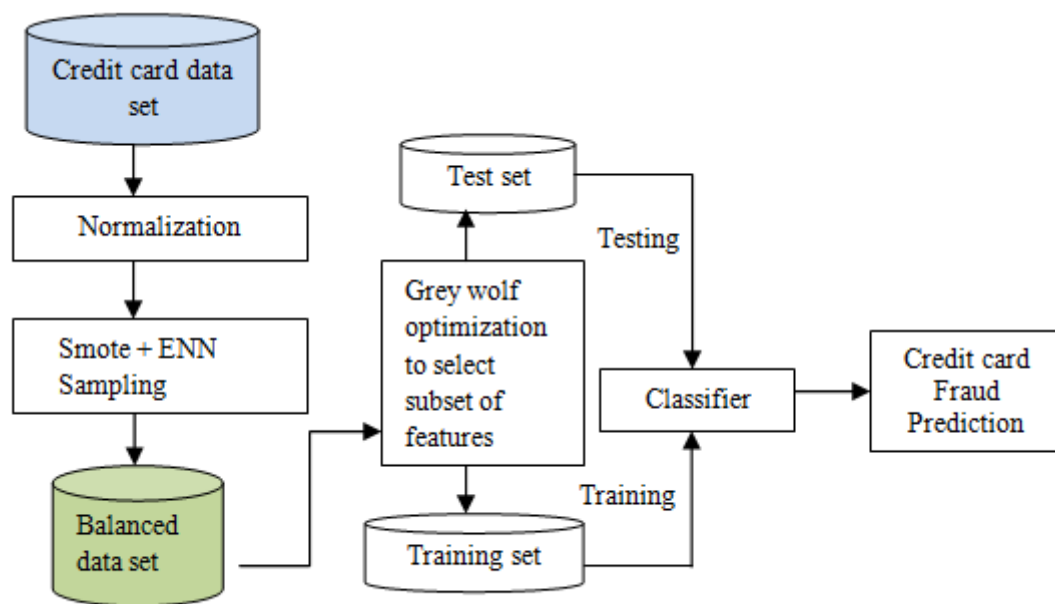 Credit card data
set
Normalization
Smote + ENN
Sampling
Balanced
data set
Grey wolf
optimization
to select
subset of
features
Test set
Training set
Testing
Training
Classifier
Credit card
Fraud
Prediction